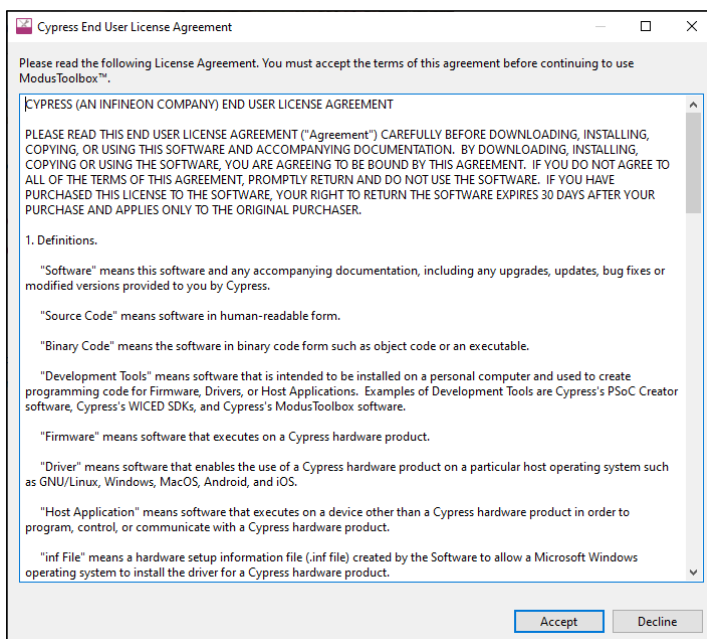 Cypress End User License Agreement
Please read the following License Agreement. You must accept the terms of this agreement before continuing to use
ModusToolbox™.
CYPRESS (AN INFINEON COMPANY) END USER LICENSE AGREEMENT
PLEASE READ THIS END USER LICENSE AGREEMENT ("Agreement") CAREFULLY BEFORE DOWNLOADING, INSTALLING,
COPYING, OR USING THIS SOFTWARE AND ACCOMPANYING DOCUMENTATION.  BY DOWNLOADING, INSTALLING,
COPYING OR USING THE SOFTWARE, YOU ARE AGREEING TO BE BOUND BY THIS AGREEMENT.  IF YOU DO NOT AGREE TO
ALL OF THE TERMS OF THIS AGREEMENT, PROMPTLY RETURN AND DO NOT USE THE SOFTWARE.  IF YOU HAVE
PURCHASED THIS LICENSE TO THE SOFTWARE, YOUR RIGHT TO RETURN THE SOFTWARE EXPIRES 30 DAYS AFTER YOUR
PURCHASE AND APPLIES ONLY TO THE ORIGINAL PURCHASER.
1. Definitions.
"Software" means this software and any accompanying documentation, including any upgrades, updates, bug fixes or
modified versions provided to you by Cypress.
"Source Code" means software in human-readable form.
"Binary Code" means the software in binary code form such as object code or an executable.
"Development Tools" means software that is intended to be installed on a personal computer and used to create
programming code for Firmware, Drivers, or Host Applications.  Examples of Development Tools are Cypress's PSoC Creator
software, Cypress's WICED SDKs, and Cypress's ModusToolbox software.
"Firmware" means software that executes on a Cypress hardware product.
"Driver" means software that enables the use of a Cypress hardware product on a particular host operating system such
as GNU/Linux, Windows, MacOS, Android, and iOS.
"Host Application" means software that executes on a device other than a Cypress hardware product in order to
program, control, or communicate with a Cypress hardware product.
"inf File" means a hardware setup information file (.inf file) created by the Software to allow a Microsoft Windows
operating system to install the driver for a Cypress hardware product.
Accept Decline